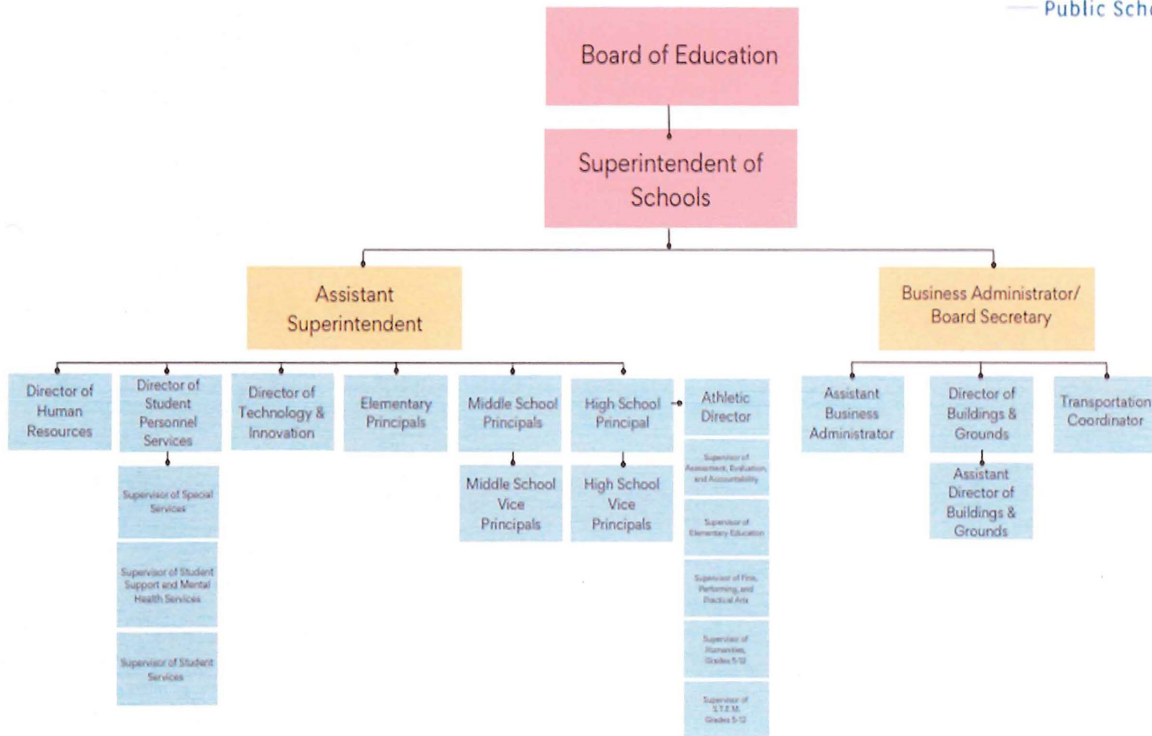 Public Scho
Board of Education
Superintendent of
Schools
Assistant
Superintendent
Business Administrator/
Board Secretary
Director of
Human
Resources
Director of
Student
Personnel
Services
Director of
Technology &
Innovation
Elementary
Principals
Middle School
Principals
High School
Principal
Athletic
Director
Assistant
Business
Administrator
Director of
Buildings &
Grounds
Transportation
Coordinator
Supervisor of Special
Services
Supervisor of Student
Support and Mental
Health Services
Supervisor of Student
Services
Middle School
Vice
Principals
High School
Vice
Principals
Supervisor of
Assessment, Evaluation,
and Accountability
Supervisor of
Elementary Education
Supervisor of Fine,
Performing, and
Practical Arts
Supervisor of
Humanities,
Grades 5-12
Supervisor of
S.T.E.M.
Grades 5-12
Assistant
Director of
Buildings &
Grounds